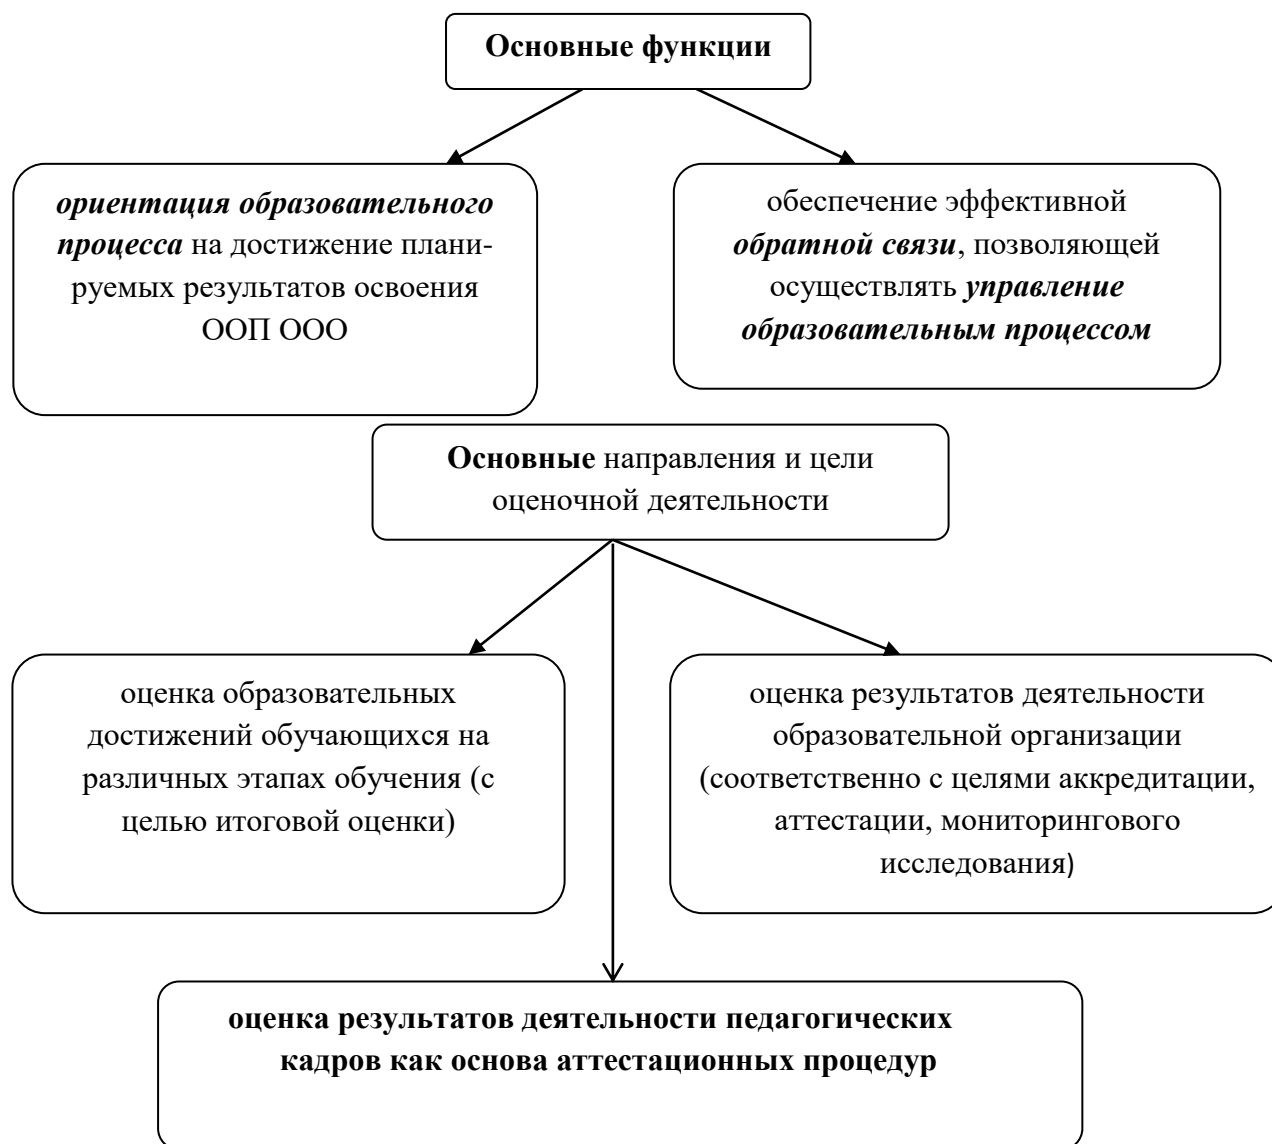 Основные функции
ориентация образовательного
процесса на достижение плани-
руемых результатов освоения
ООП ООО
обеспечение эффективной
обратной связи, позволяющей
осуществлять управление
образовательным процессом
Основные направления и цели
оценочной деятельности
оценка образовательных
достижений обучающихся на
различных этапах обучения (с
целью итоговой оценки)
оценка результатов деятельности
образовательной организации
(соответственно с целями аккредитации,
аттестации, мониторингового
исследования)
оценка результатов деятельности педагогических
кадров как основа аттестационных процедур